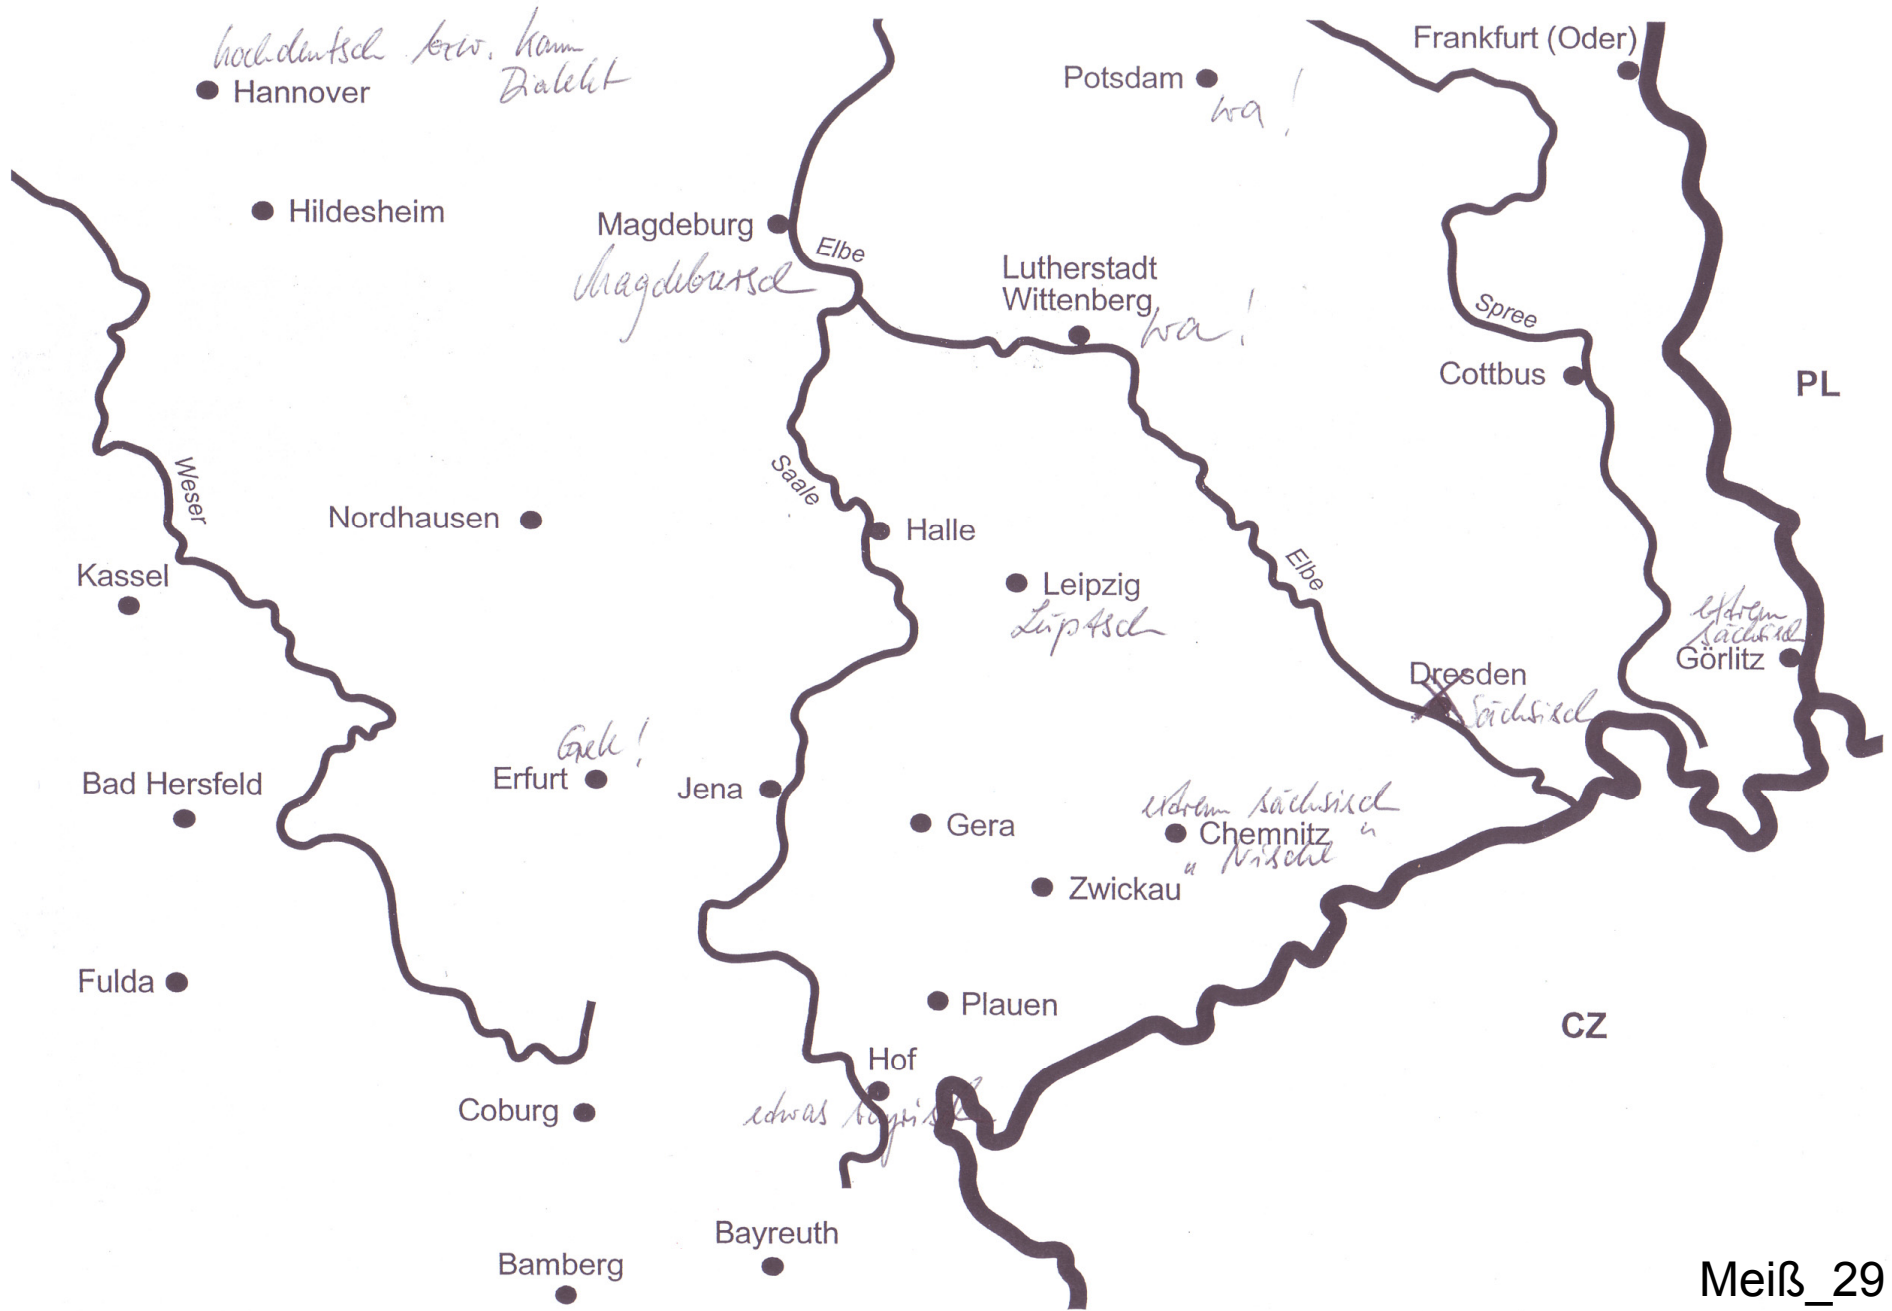 hochdeutsch bzw. kaum
Dialekt
Hannover
Frankfurt (Oder)
Potsdam
wa!
Hildesheim
Magdeburg
Magdebursch
Elbe
Lutherstadt
Wittenberg
wa!
Spree
Cottbus
PL
Weser
Saale
Nordhausen
Halle
Kassel
Leipzig
Elbe
extrem
sächsisch
Görlitz
Dresden
Sächsisch
Erfurt
Jena
Bad Hersfeld
extrem sächsisch
Chemnitz
"Nischl"
Gera
Zwickau
Fulda
Plauen
CZ
Hof
etwas bayrisch
Coburg
Bayreuth
Bamberg
Meiß_29